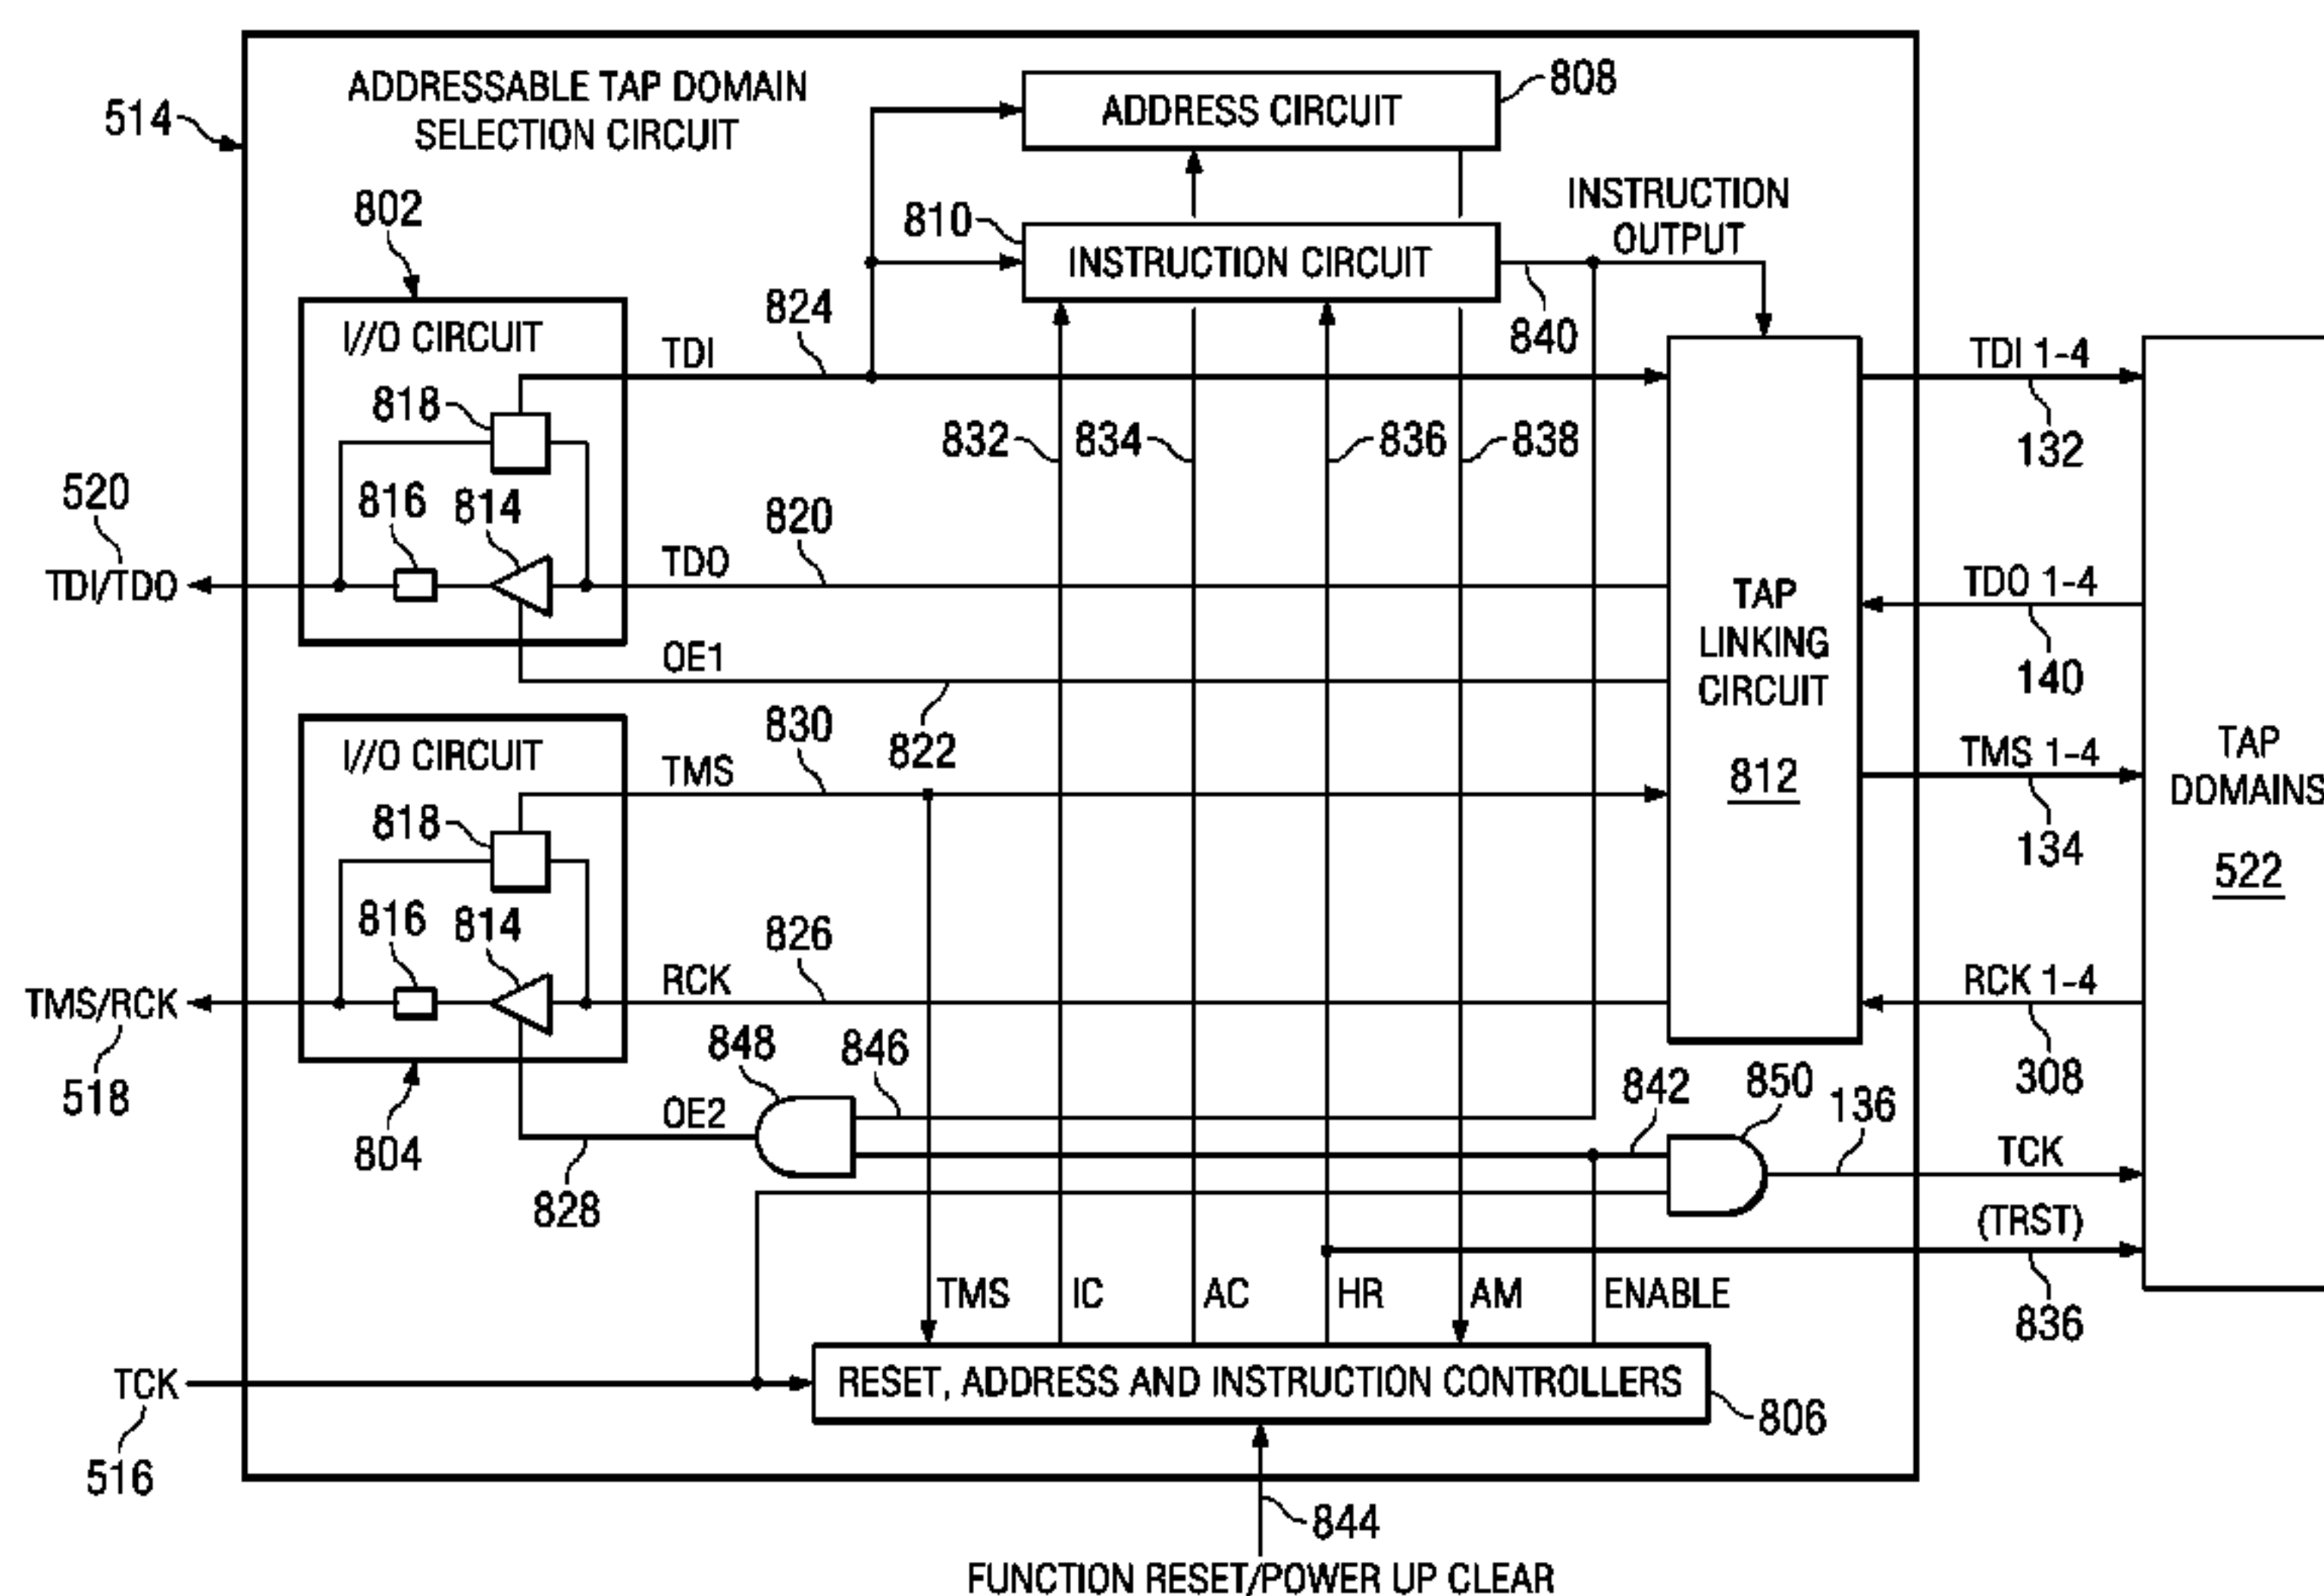 ADDRESSABLE TAP DOMAIN
SELECTION CIRCUIT
514
808
ADDRESS CIRCUIT
802
810
INSTRUCTION CIRCUIT
INSTRUCTION
OUTPUT
840
I//O CIRCUIT
824
TDI
818
832
834
836
838
TDI 1-4
132
520
816
814
820
TDI/TDO
TDO
TAP
LINKING
CIRCUIT
812
TDO 1-4
140
OE1
822
I//O CIRCUIT
830
TMS
818
TMS 1-4
134
TAP
DOMAINS
522
816
814
826
TMS/RCK
518
RCK
RCK 1-4
308
804
848
846
OE2
828
842
850
136
TCK
(TRST)
836
TMS
IC
AC
HR
AM
ENABLE
TCK
516
RESET, ADDRESS AND INSTRUCTION CONTROLLERS
806
844
FUNCTION RESET/POWER UP CLEAR